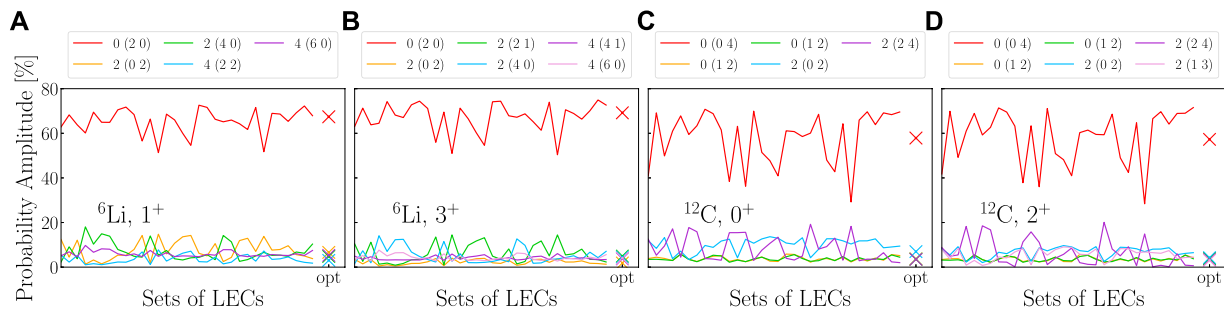 A
B
C
D
0 (2 0) 2 (4 0) 4 (6 0)
2 (0 2) 4 (2 2)
0 (2 0) 2 (2 1) 4 (4 1)
2 (0 2) 2 (4 0) 4 (6 0)
0 (0 4) 0 (1 2) 2 (2 4)
0 (1 2) 2 (0 2)
0 (0 4) 0 (1 2) 2 (2 4)
0 (1 2) 2 (0 2) 2 (1 3)
Probability Amplitude [%]
80
60
40
20
0
⁶Li, 1⁺
⁶Li, 3⁺
¹²C, 0⁺
¹²C, 2⁺
opt
opt
opt
opt
Sets of LECs
Sets of LECs
Sets of LECs
Sets of LECs